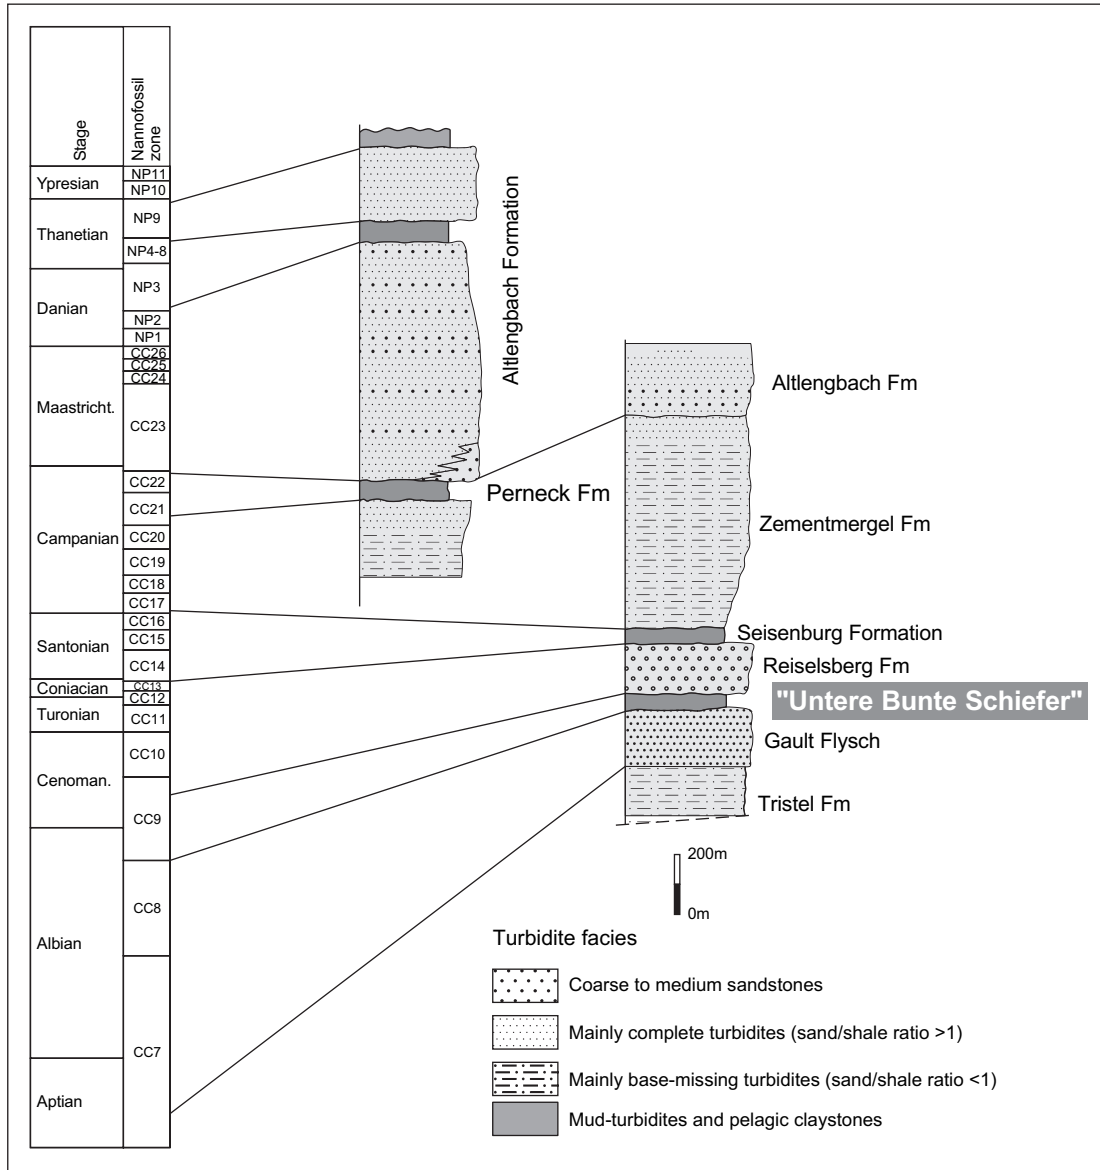 Stage
Nannofossil
zone
Ypresian
Thanetian
Danian
Maastricht.
Campanian
Santonian
Coniacian
Turonian
Cenoman.
Albian
Aptian
NP11
NP10
NP9
NP4-8
NP3
NP2
NP1
CC26
CC25
CC24
CC23
CC22
CC21
CC20
CC19
CC18
CC17
CC16
CC15
CC14
CC13
CC12
CC11
CC10
CC9
CC8
CC7
Altlengbach Formation
Perneck Fm
Altlengbach Fm
Zementmergel Fm
Seisenburg Formation
Reiselsberg Fm
"Untere Bunte Schiefer"
Gault Flysch
Tristel Fm
200m
0m
Turbidite facies
Coarse to medium sandstones
Mainly complete turbidites (sand/shale ratio >1)
Mainly base-missing turbidites (sand/shale ratio <1)
Mud-turbidites and pelagic claystones